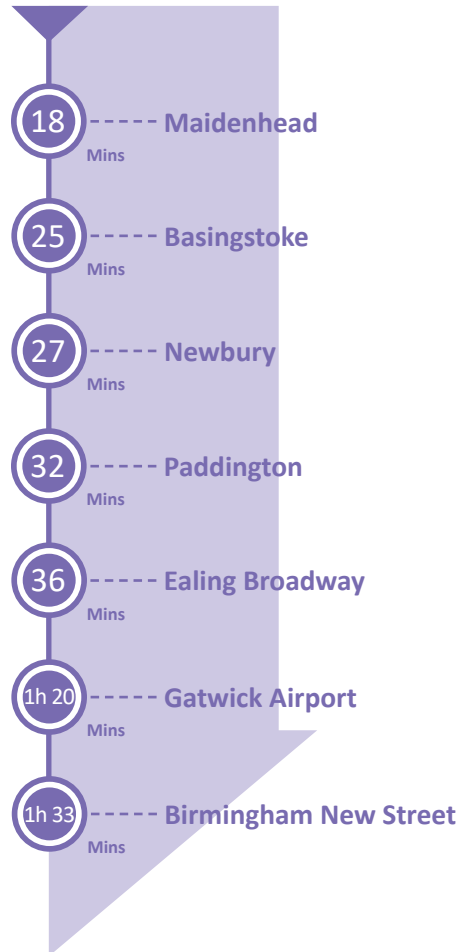 18 Maidenhead
Mins
25 Basingstoke
Mins
27 Newbury
Mins
32 Paddington
Mins
36 Ealing Broadway
Mins
1h 20 Gatwick Airport
Mins
1h 33 Birmingham New Street
Mins